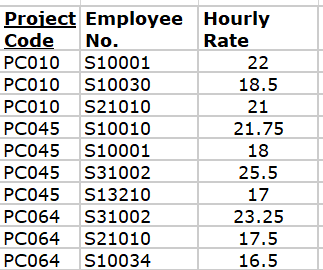 Project Employee Hourly
Code No. Rate
PC010 S10001 22
PC010 S10030 18.5
PC010 S21010 21
PC045 S10010 21.75
PC045 S10001 18
PC045 S31002 25.5
PC045 S13210 17
PC064 S31002 23.25
PC064 S21010 17.5
PC064 S10034 16.5